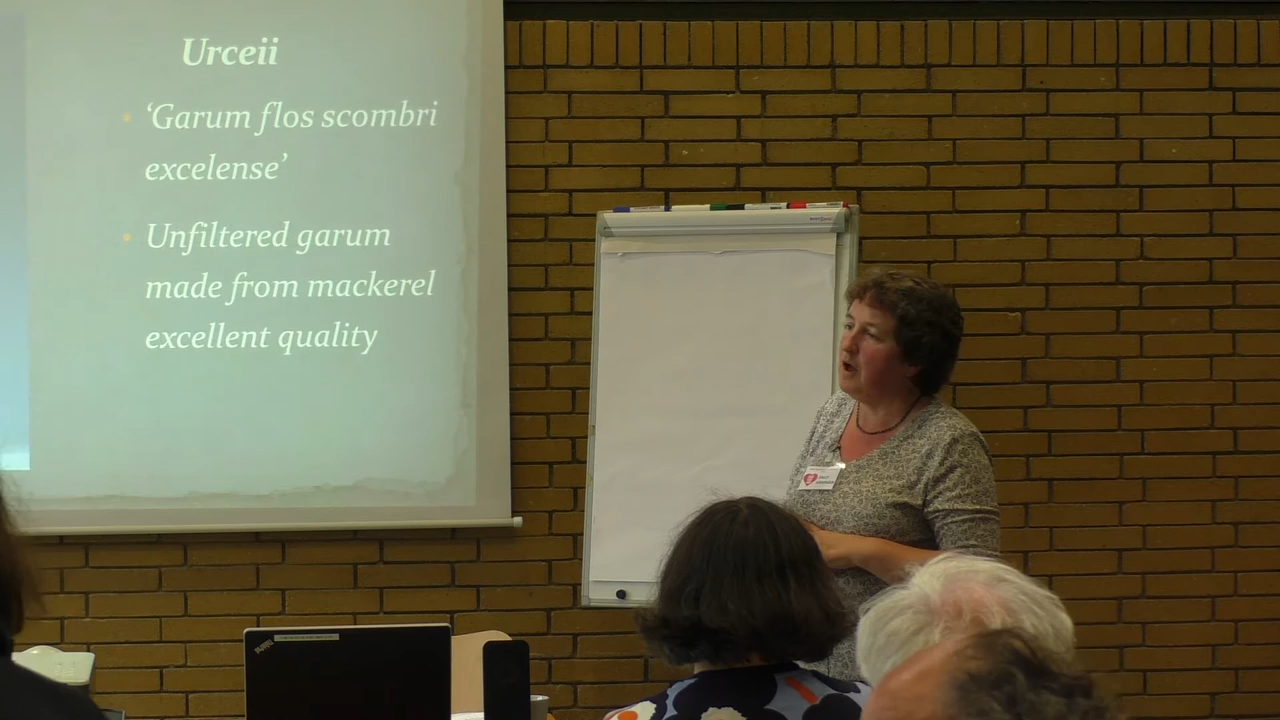 Urceii
‘Garum flos scombri
excelense’
Unfiltered garum
made from mackerel
excellent quality